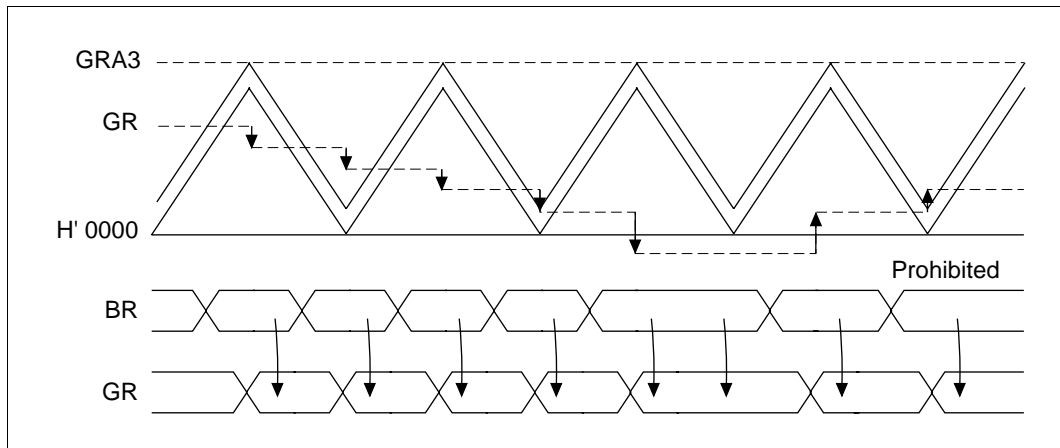 GRA3
GR
H' 0000
Prohibited
BR
GR